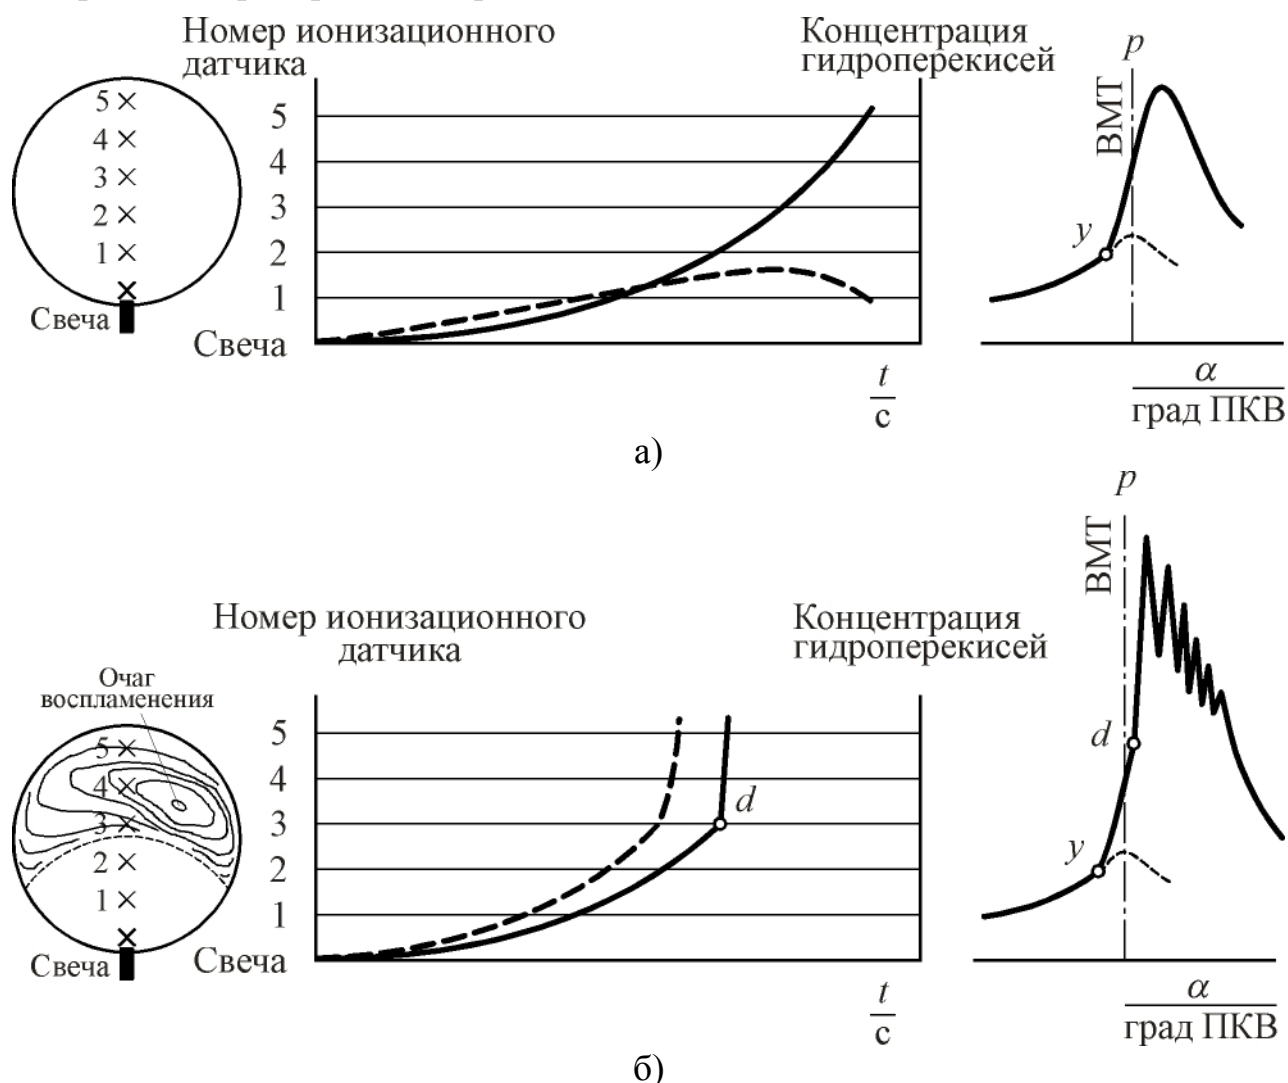 Номер ионизационного
датчика
Концентрация
гидроперекисей
p
ВМТ
5
4
3
2
1
Свеча
5
4
3
2
1
Свеча
y
t
с
α
град ПКВ
а)
p
ВМТ
Номер ионизационного
датчика
Концентрация
гидроперекисей
Очаг
воспламенения
5
4
3
2
1
Свеча
5
4
3
2
1
Свеча
d
d
y
t
с
α
град ПКВ
б)